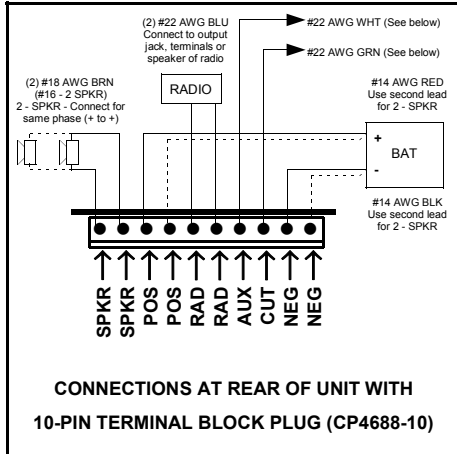 (2) #22 AWG BLU
Connect to output
jack, terminals or
speaker of radio
#22 AWG WHT (See below)
#22 AWG GRN (See below)
(2) #18 AWG BRN
(#16 - 2 SPKR)
2 - SPKR - Connect for
same phase (+ to +)
RADIO
#14 AWG RED
Use second lead
for 2 - SPKR
+
BAT
-
#14 AWG BLK
Use second lead
for 2 - SPKR
SPKR
SPKR
POS
POS
RAD
RAD
AUX
CUT
NEG
NEG
CONNECTIONS AT REAR OF UNIT WITH
10-PIN TERMINAL BLOCK PLUG (CP4688-10)